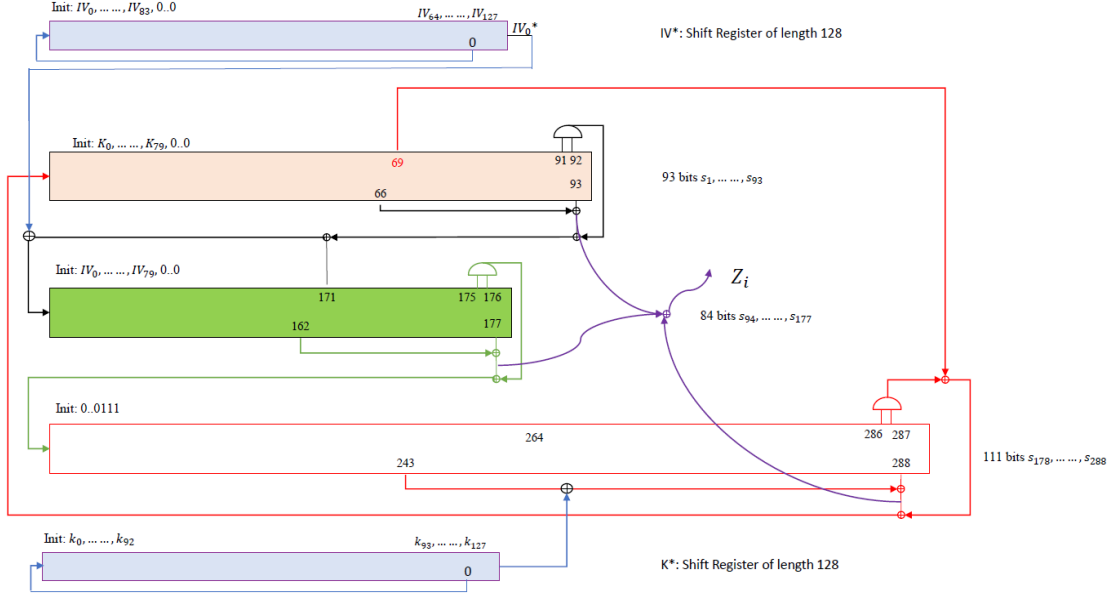 Init: IV₀, ... ..., IV₈₃, 0..0
IV₆₄, ... ..., IV₁₂₇
IV₀*
0
IV*: Shift Register of length 128
Init: K₀, ... ..., K₇₉, 0..0
69
91 92
93
66
93 bits s₁, ... ..., s₉₃
Init: IV₀, ... ..., IV₇₉, 0..0
171
175 176
177
162
Zᵢ
84 bits s₉₄, ... ..., s₁₇₇
Init: 0..0111
264
286 287
243
288
111 bits s₁₇₈, ... ..., s₂₈₈
Init: k₀, ... ..., k₉₂
k₉₃, ... ..., k₁₂₇
0
K*: Shift Register of length 128